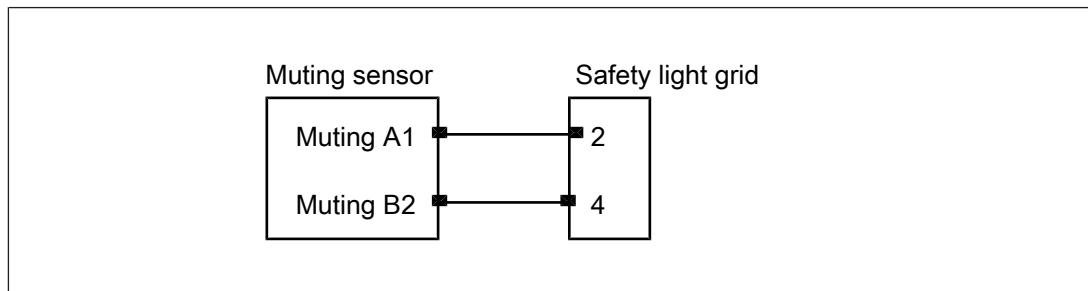 Muting sensor
Safety light grid
Muting A1
2
Muting B2
4